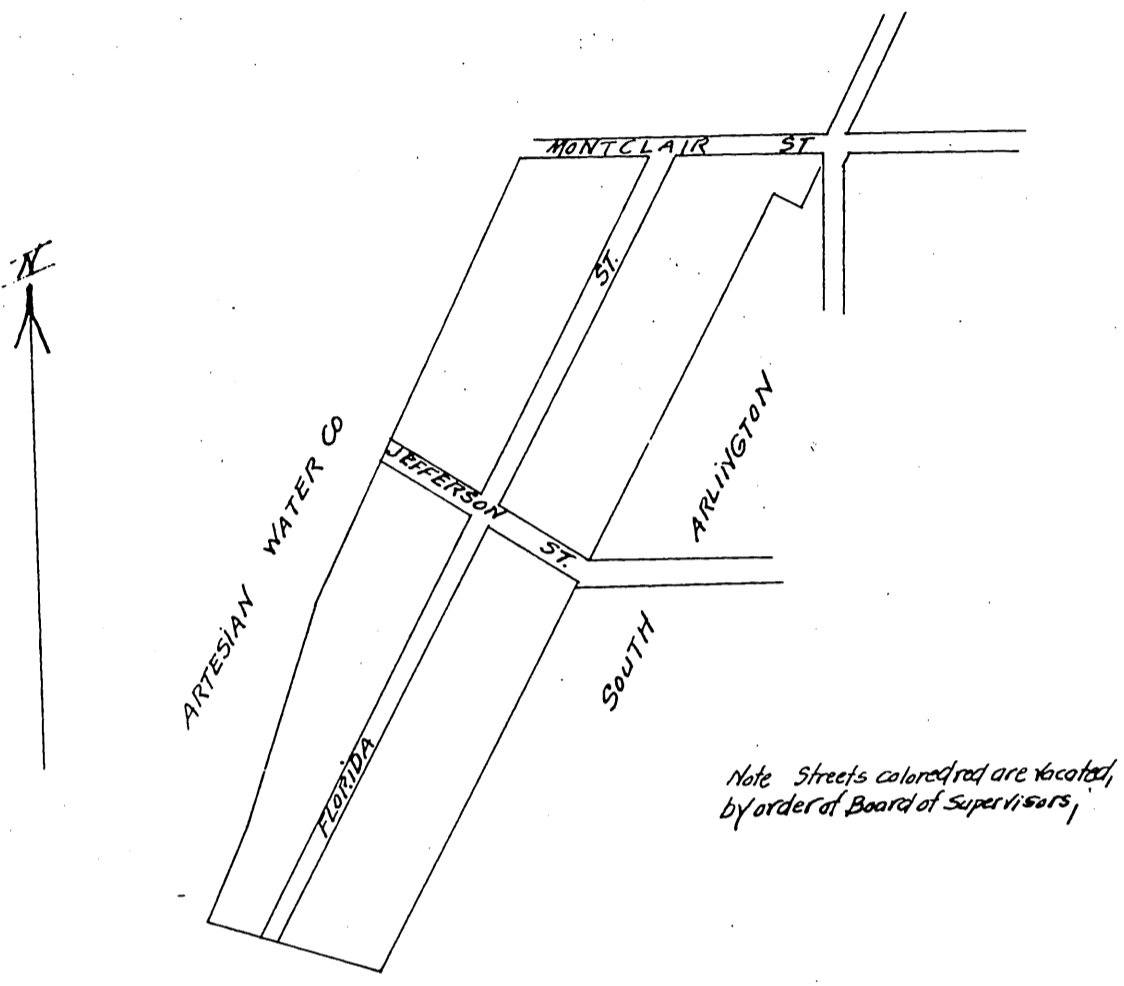 MONTCLAIR ST
N
ST.
ARTESIAN WATER CO
JEFFERSON ST.
SOUTH ARLINGTON
FLORIDA
Note Streets colored red are vacated,
by order of Board of Supervisors,